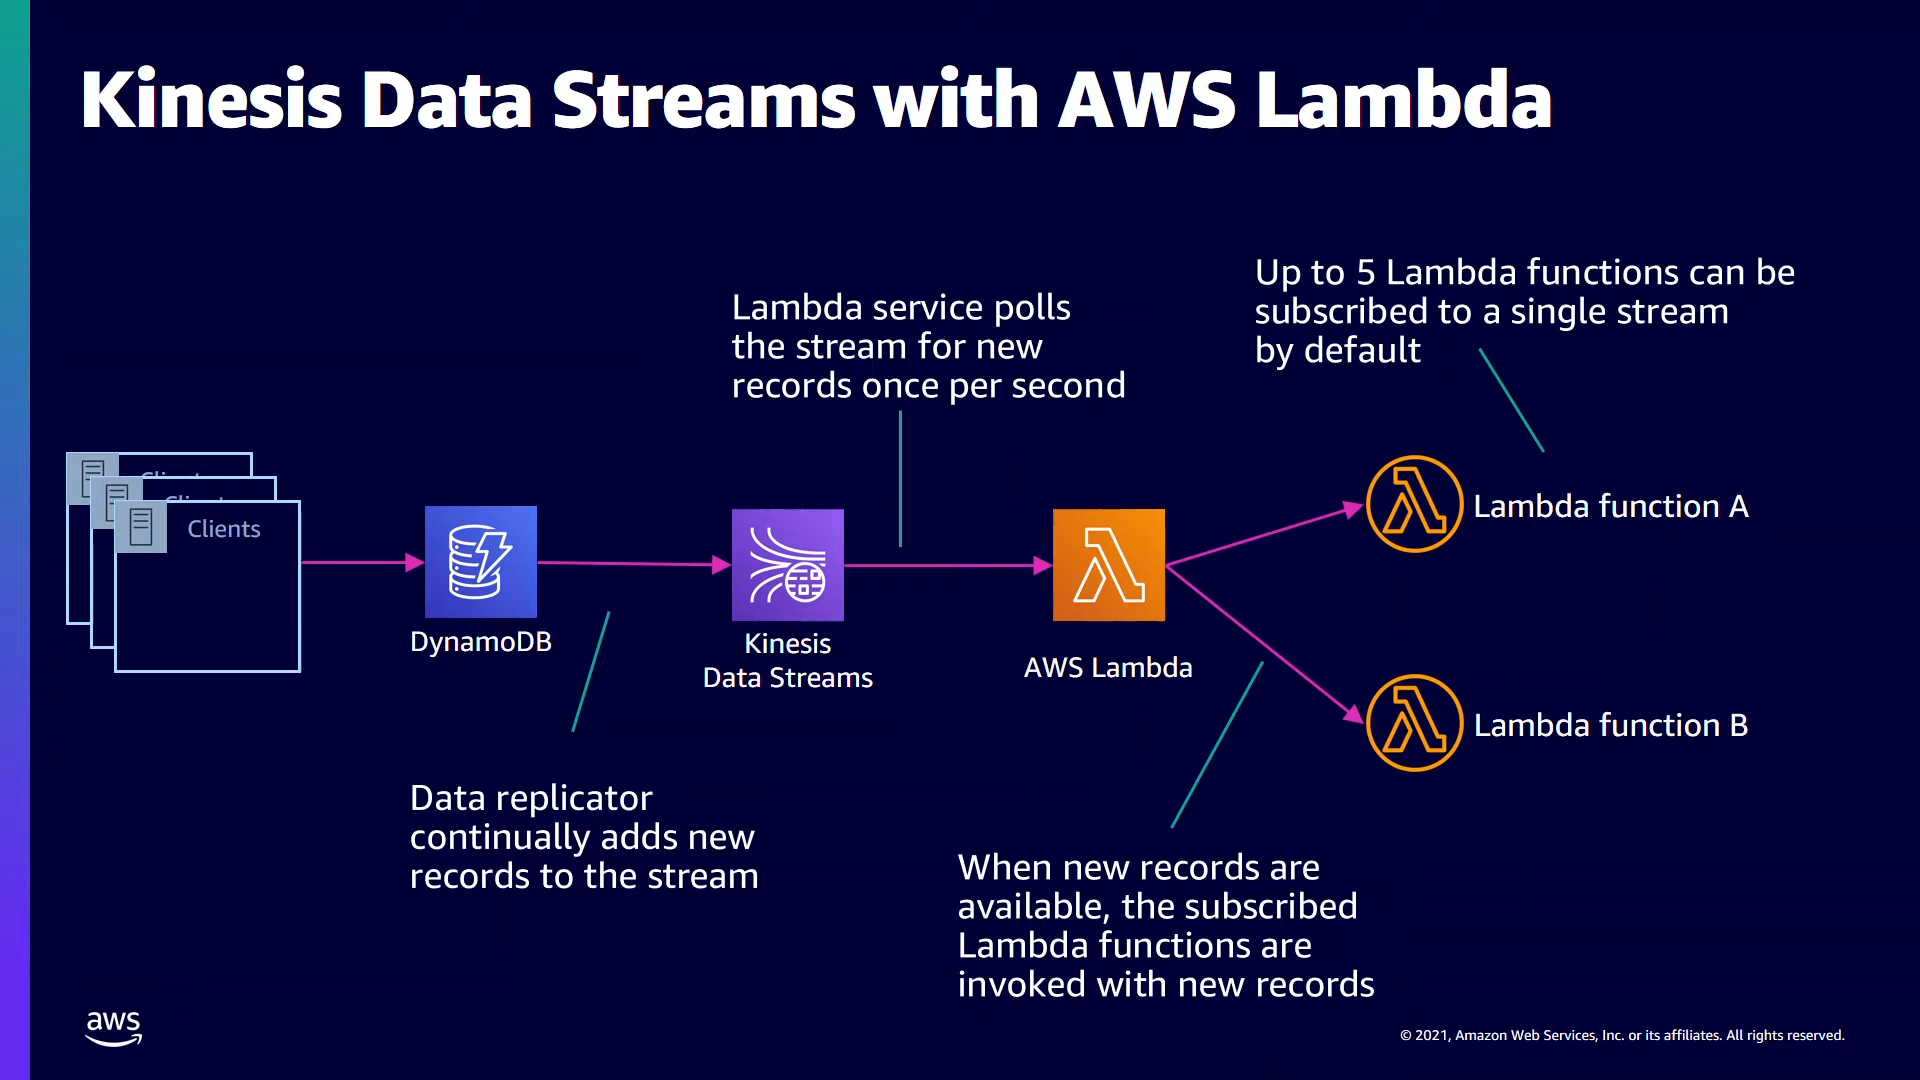 Kinesis Data Streams with AWS Lambda
Up to 5 Lambda functions can be
subscribed to a single stream
by default
Lambda service polls
the stream for new
records once per second
Clients
Lambda function A
DynamoDB
Kinesis
Data Streams
AWS Lambda
Lambda function B
Data replicator
continually adds new
records to the stream
When new records are
available, the subscribed
Lambda functions are
invoked with new records
aws
© 2021, Amazon Web Services, Inc. or its affiliates. All rights reserved.